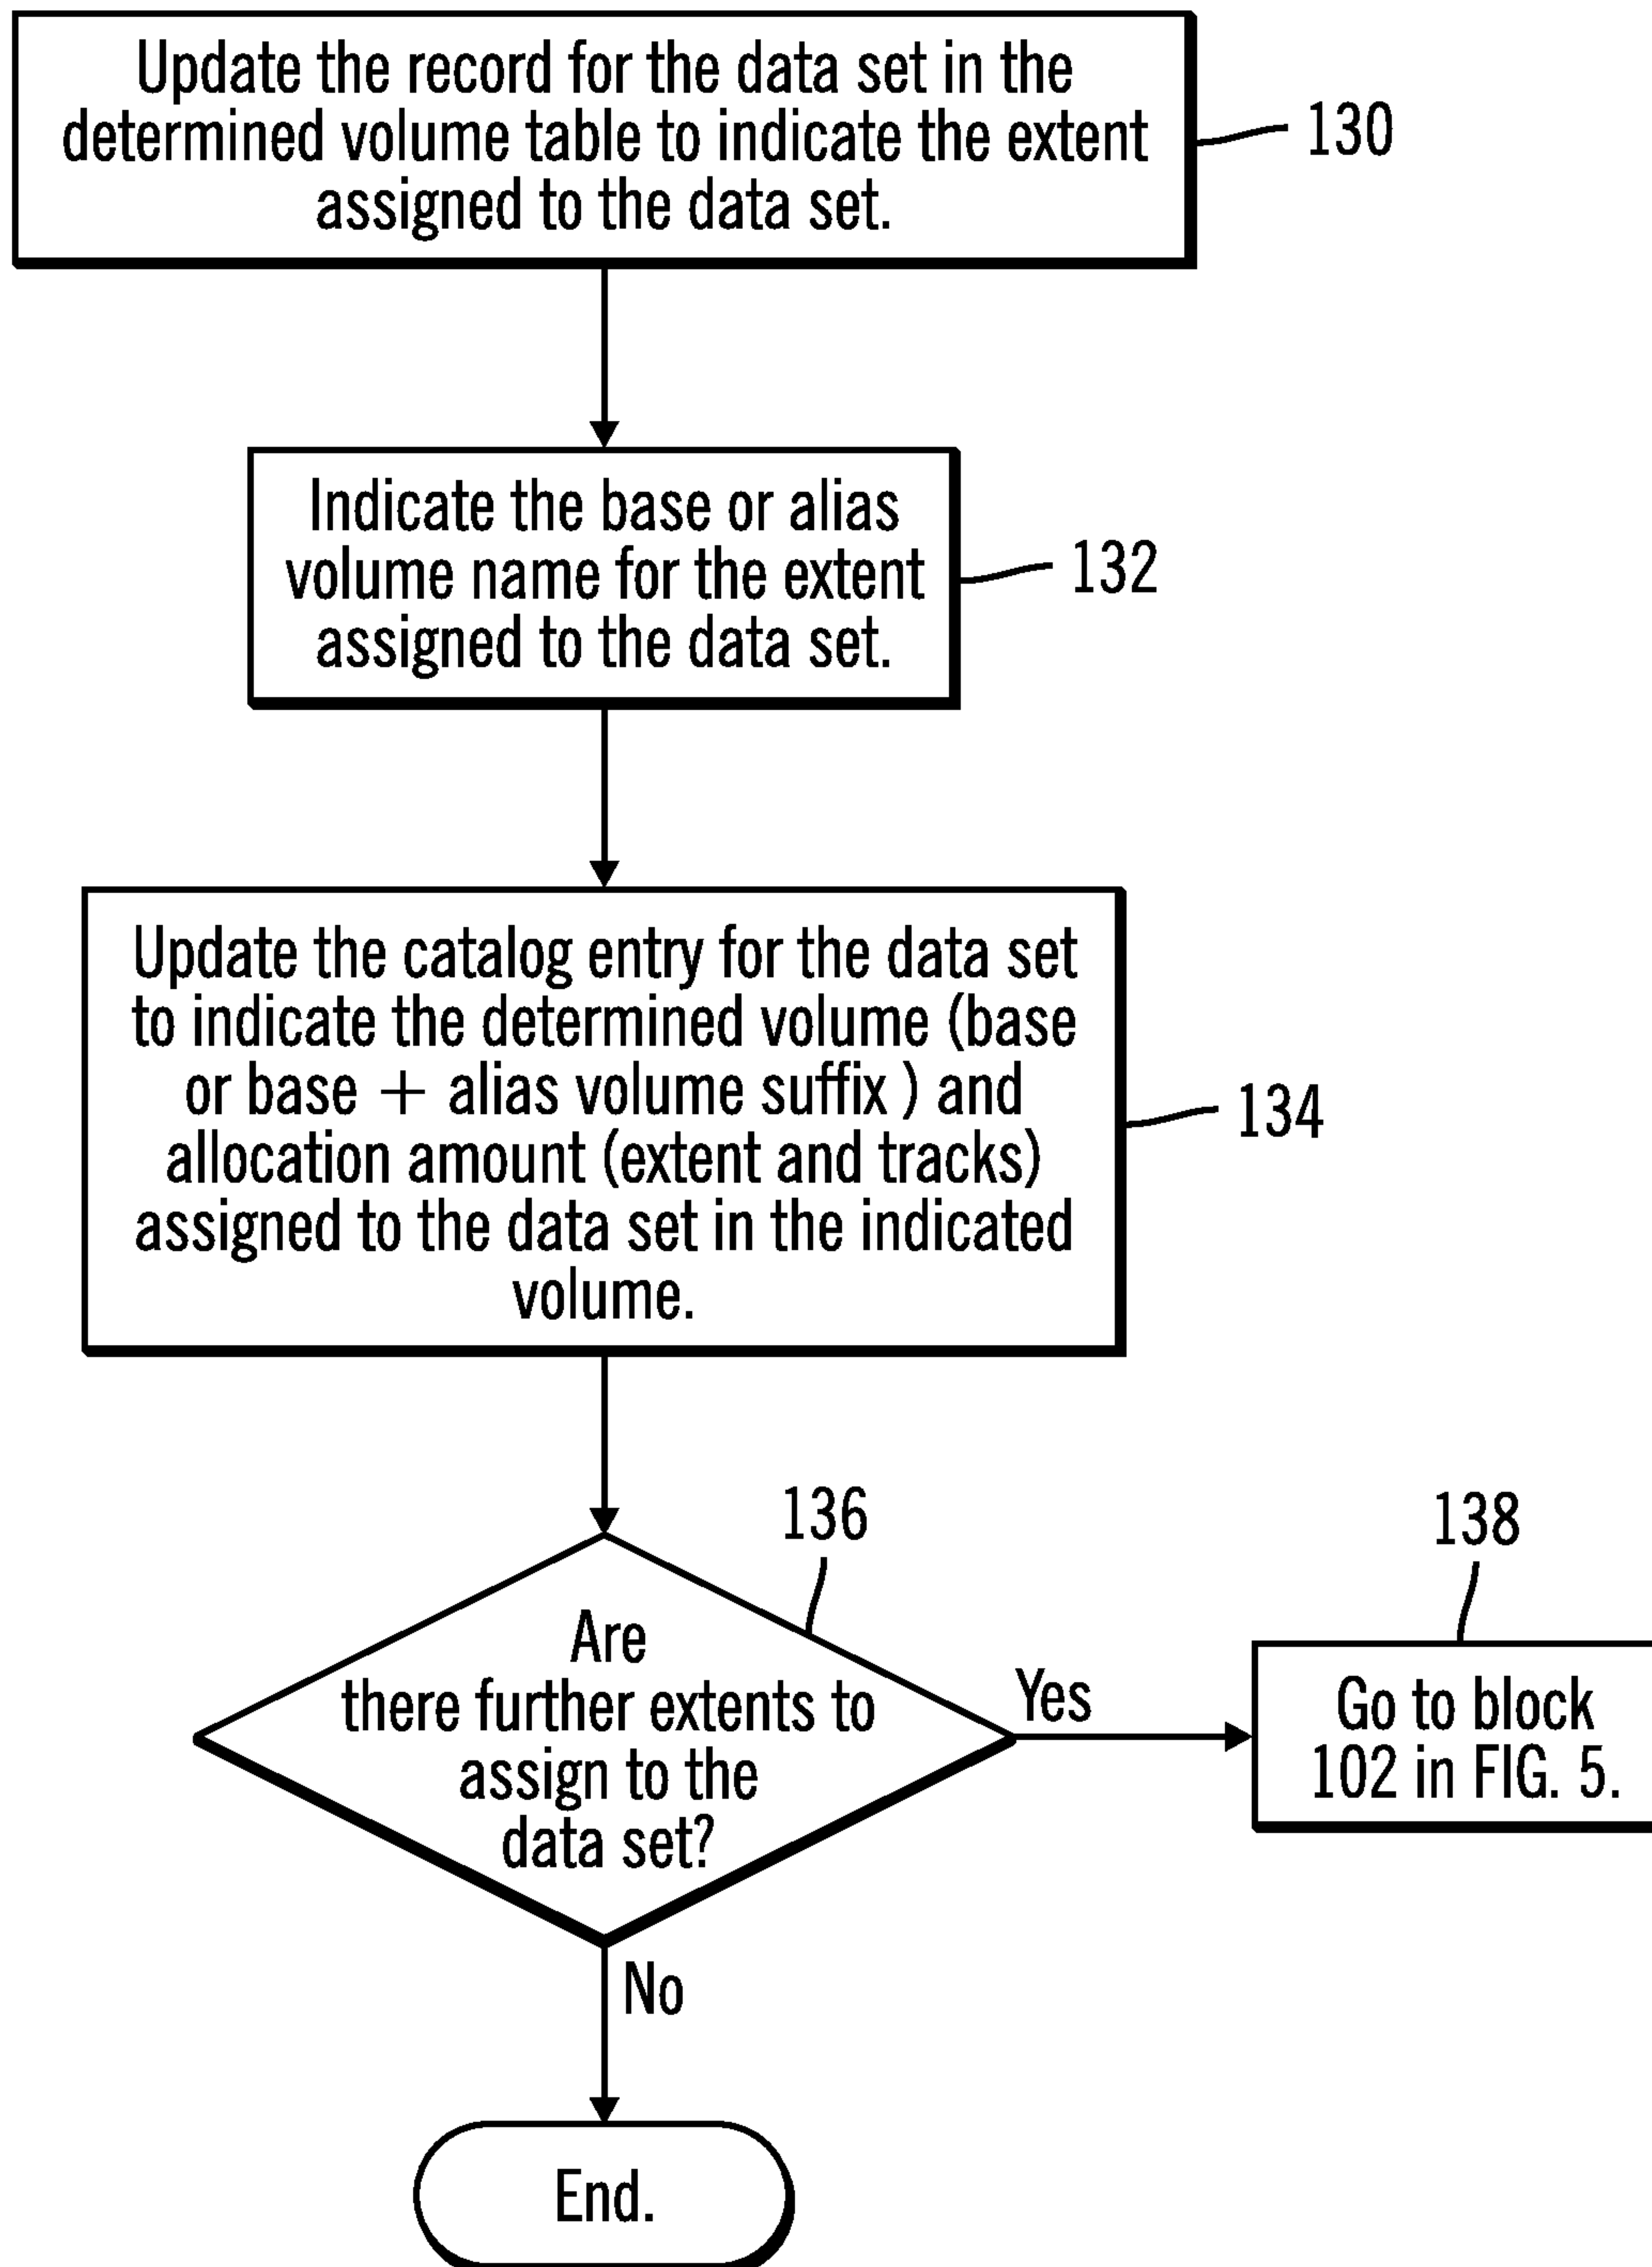 Update the record for the data set in the
determined volume table to indicate the extent
assigned to the data set.
130
Indicate the base or alias
volume name for the extent
assigned to the data set.
132
Update the catalog entry for the data set
to indicate the determined volume (base
or base + alias volume suffix ) and
allocation amount (extent and tracks)
assigned to the data set in the indicated
volume.
134
136
Are
there further extents to
assign to the
data set?
Yes
138
Go to block
102 in FIG. 5.
No
End.